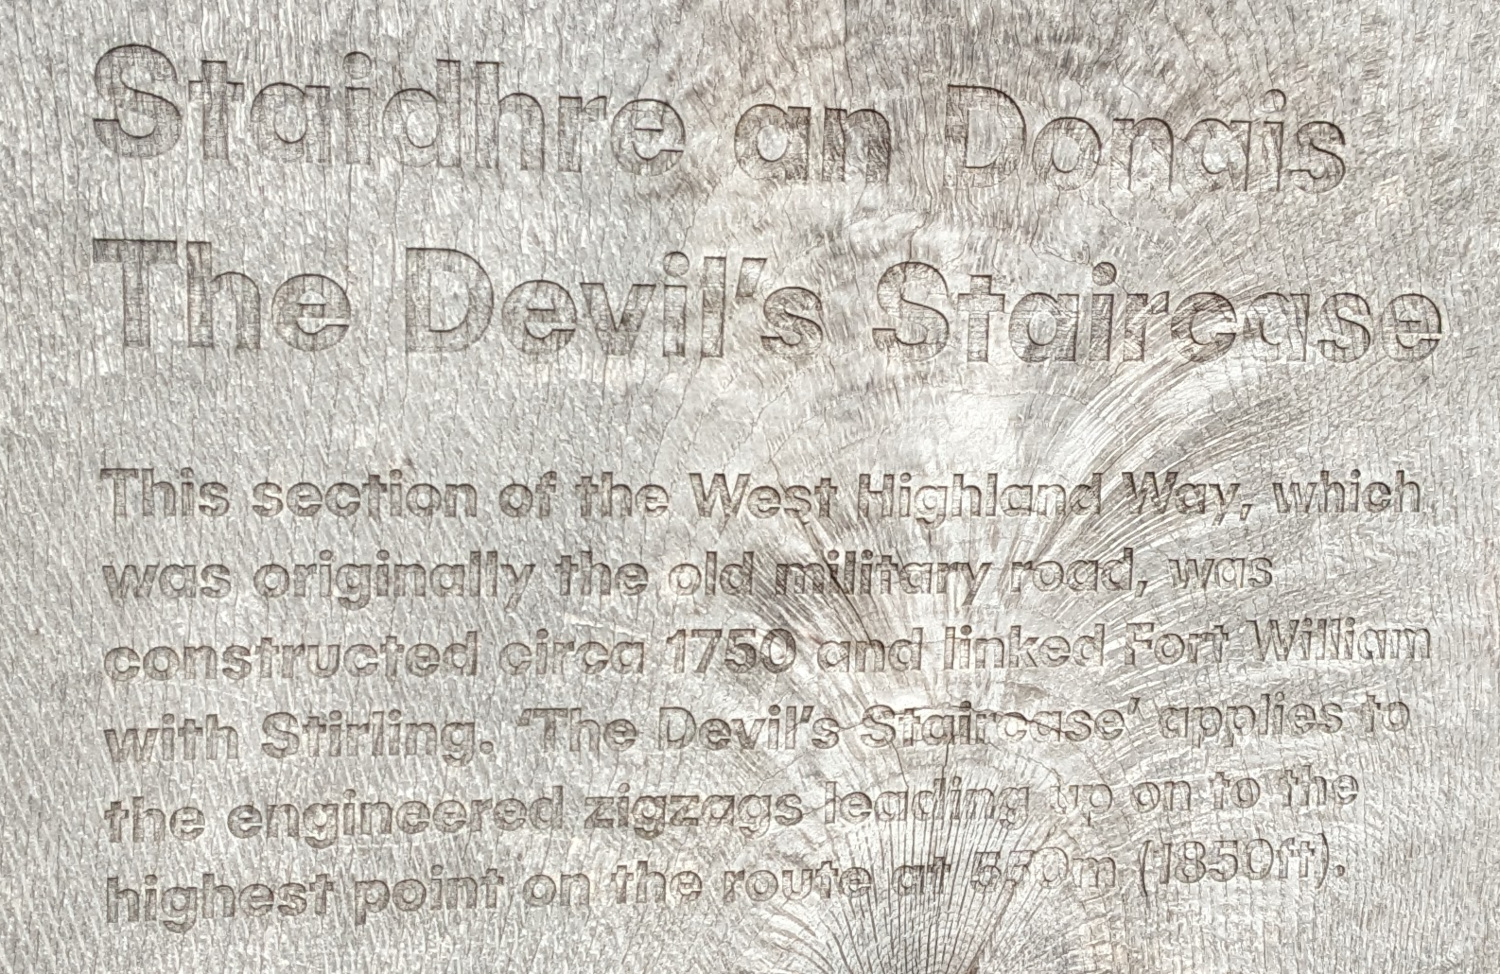 Staidhre an Donais
The Devil's Staircase
This section of the West Highland Way, which
was originally the old military road, was
constructed circa 1750 and linked Fort William
with Stirling. 'The Devil's Staircase' applies to
the engineered zigzags leading up on to the
highest point on the route at 550m (1850ft).